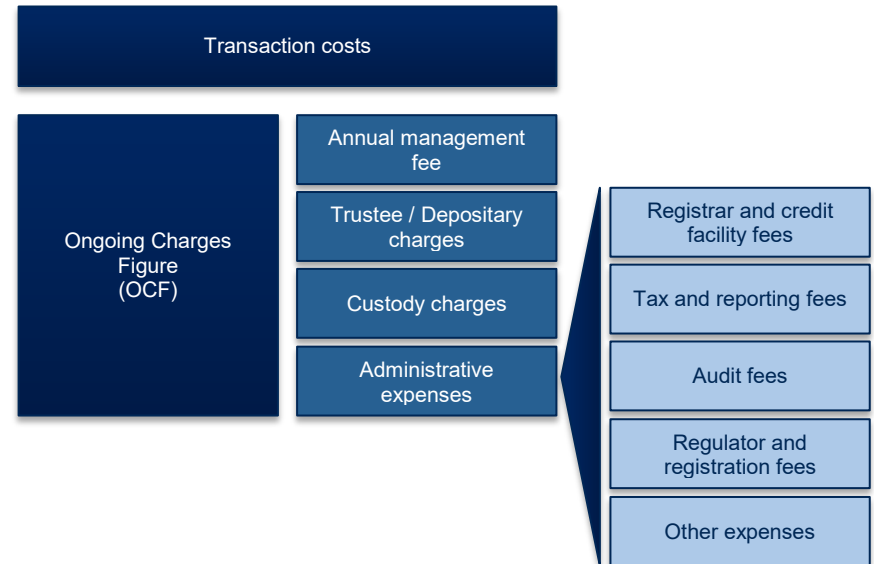 Transaction costs
Ongoing Charges
Figure
(OCF)
Annual management
fee
Trustee / Depositary
charges
Custody charges
Administrative
expenses
Registrar and credit
facility fees
Tax and reporting fees
Audit fees
Regulator and
registration fees
Other expenses